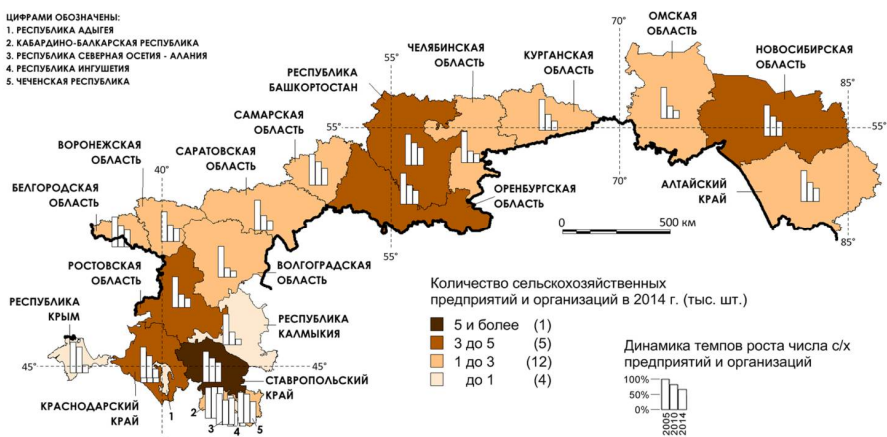 ЦИФРАМИ ОБОЗНАЧЕНЫ:
1. РЕСПУБЛИКА АДЫГЕЯ
2. КАБАРДИНО-БАЛКАРСКАЯ РЕСПУБЛИКА
3. РЕСПУБЛИКА СЕВЕРНАЯ ОСЕТИЯ - АЛАНИЯ
4. РЕСПУБЛИКА ИНГУШЕТИЯ
5. ЧЕЧЕНСКАЯ РЕСПУБЛИКА
ОМСКАЯ
ОБЛАСТЬ
70°
ЧЕЛЯБИНСКАЯ
ОБЛАСТЬ
КУРГАНСКАЯ
ОБЛАСТЬ
НОВОСИБИРСКАЯ
ОБЛАСТЬ
55°
РЕСПУБЛИКА
БАШКОРТОСТАН
85°
САМАРСКАЯ
ОБЛАСТЬ
55°
55°
ВОРОНЕЖСКАЯ
ОБЛАСТЬ
САРАТОВСКАЯ
ОБЛАСТЬ
40°
БЕЛГОРОДСКАЯ
ОБЛАСТЬ
70°
АЛТАЙСКИЙ
КРАЙ
ОРЕНБУРГСКАЯ
ОБЛАСТЬ
0 500 км
85°
55°
РОСТОВСКАЯ
ОБЛАСТЬ
ВОЛГОГРАДСКАЯ
ОБЛАСТЬ
РЕСПУБЛИКА
КРЫМ
РЕСПУБЛИКА
КАЛМЫКИЯ
45°
45°
СТАВРОПОЛЬСКИЙ
КРАЙ
КРАСНОДАРСКИЙ
КРАЙ
1
2
3
4
5
Количество сельскохозяйственных
предприятий и организаций в 2014 г. (тыс. шт.)
5 и более (1)
3 до 5 (5)
1 до 3 (12)
до 1 (4)
Динамика темпов роста числа с/х
предприятий и организаций
100%
50%
0%
2005
2010
2014